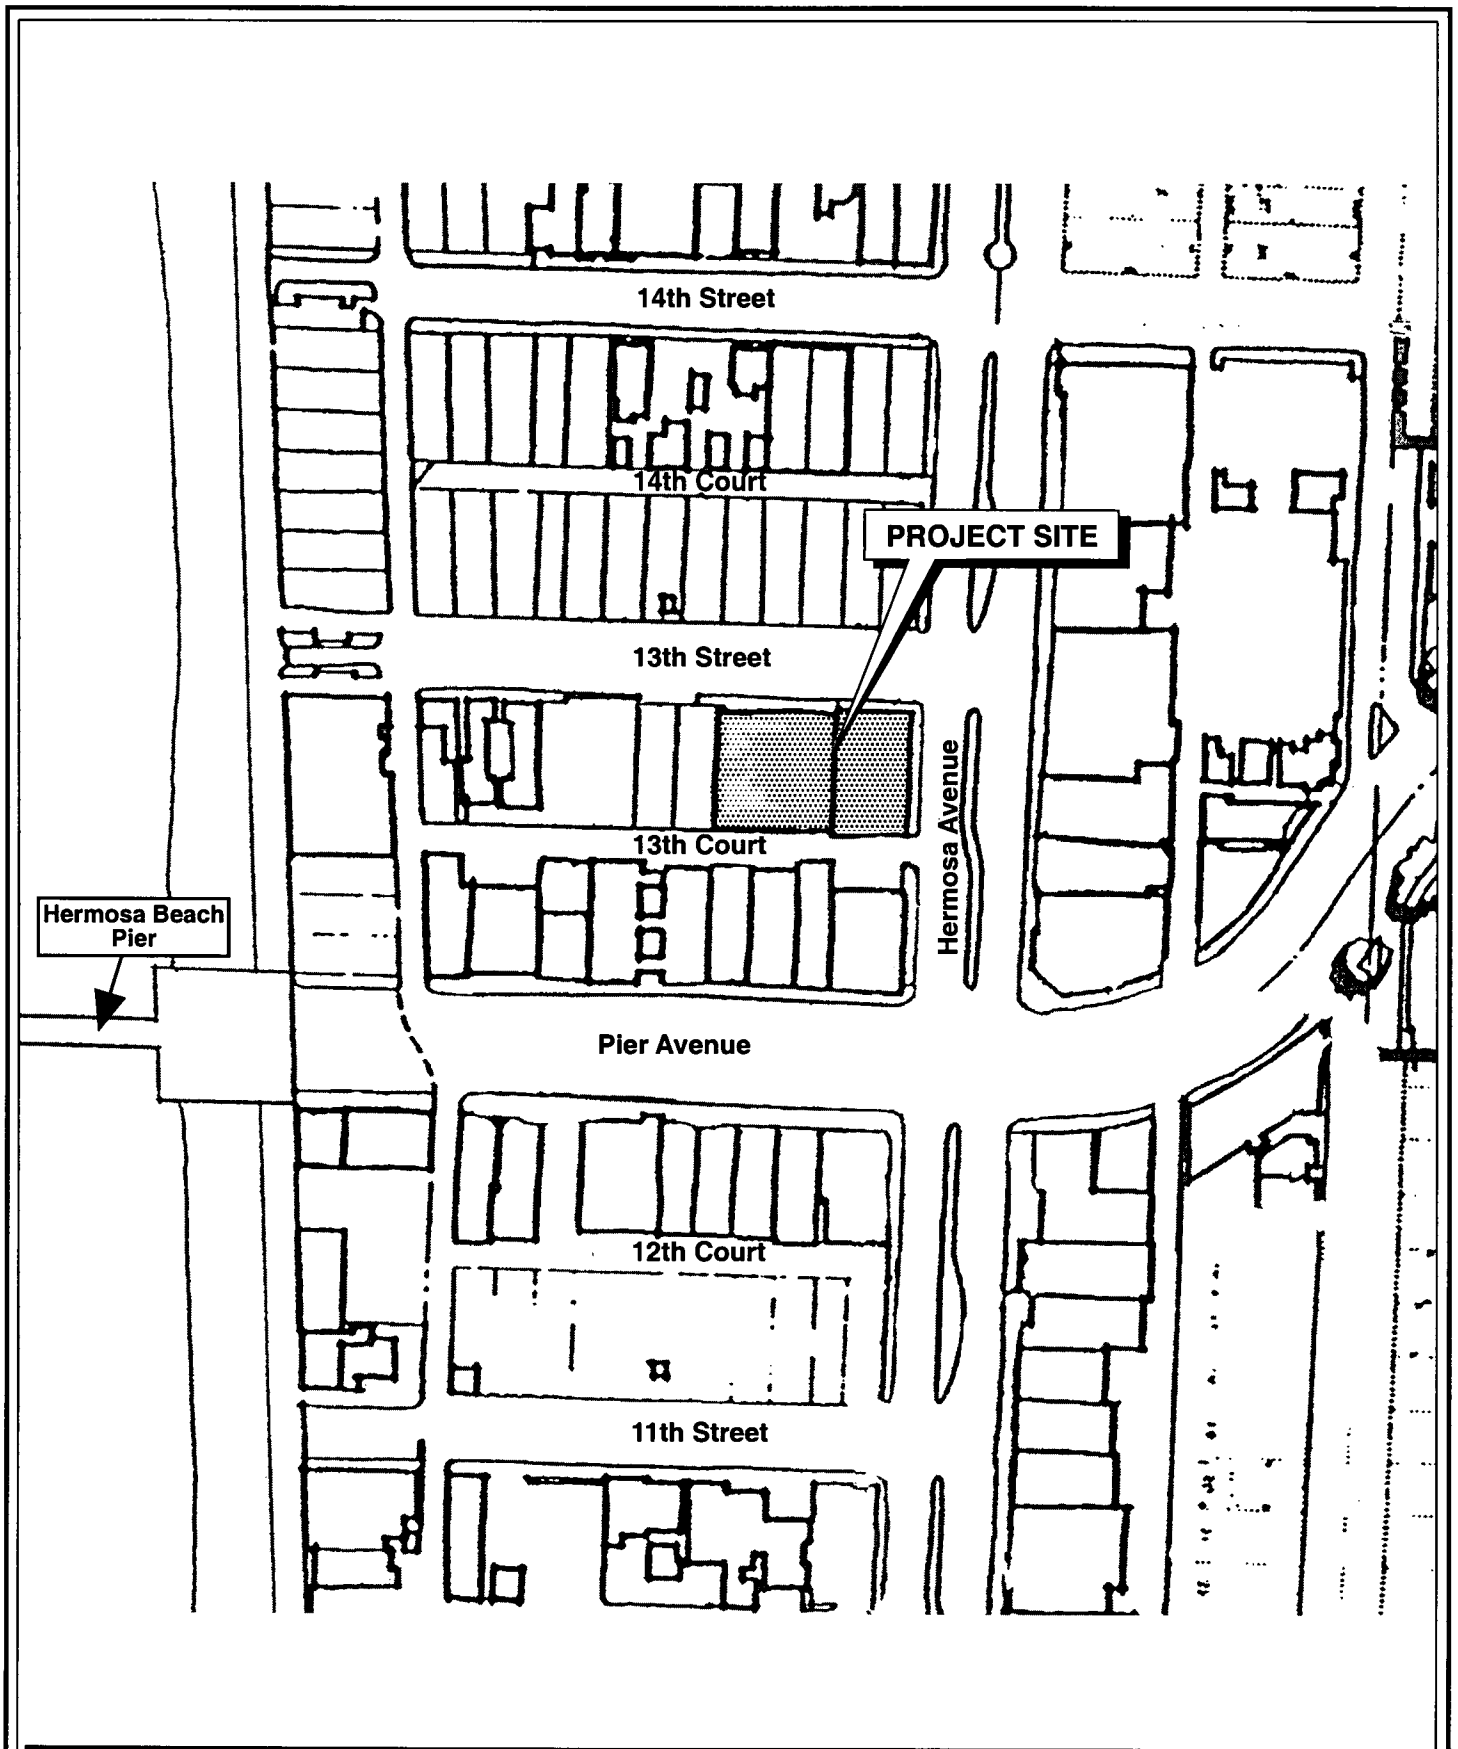 14th Street
14th Court
PROJECT SITE
13th Street
Hermosa Avenue
13th Court
Hermosa Beach
Pier
Pier Avenue
12th Court
11th Street